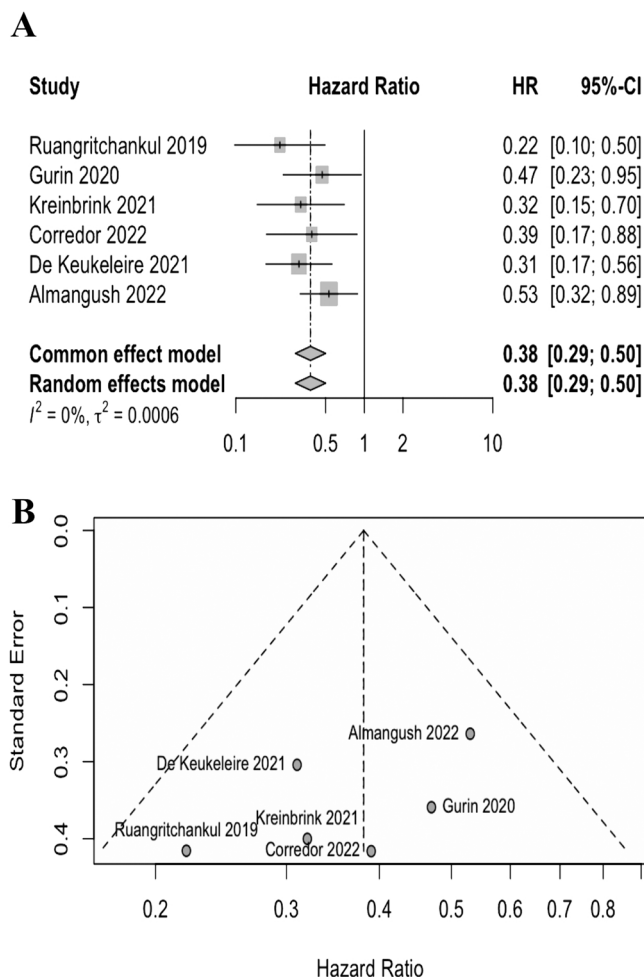 A
Study Hazard Ratio HR 95%-CI
Ruangritchankul 2019 0.22 [0.10; 0.50]
Gurin 2020 0.47 [0.23; 0.95]
Kreinbrink 2021 0.32 [0.15; 0.70]
Corredor 2022 0.39 [0.17; 0.88]
De Keukeleire 2021 0.31 [0.17; 0.56]
Almangush 2022 0.53 [0.32; 0.89]
Common effect model 0.38 [0.29; 0.50]
Random effects model 0.38 [0.29; 0.50]
I² = 0%, τ² = 0.0006
0.1 0.5 1 2 10
B
0.0
0.1
0.2
0.3
0.4
Standard Error
Almangush 2022
De Keukeleire 2021
Gurin 2020
Kreinbrink 2021
Ruangritchankul 2019
Corredor 2022
0.2 0.3 0.4 0.5 0.6 0.7 0.8
Hazard Ratio